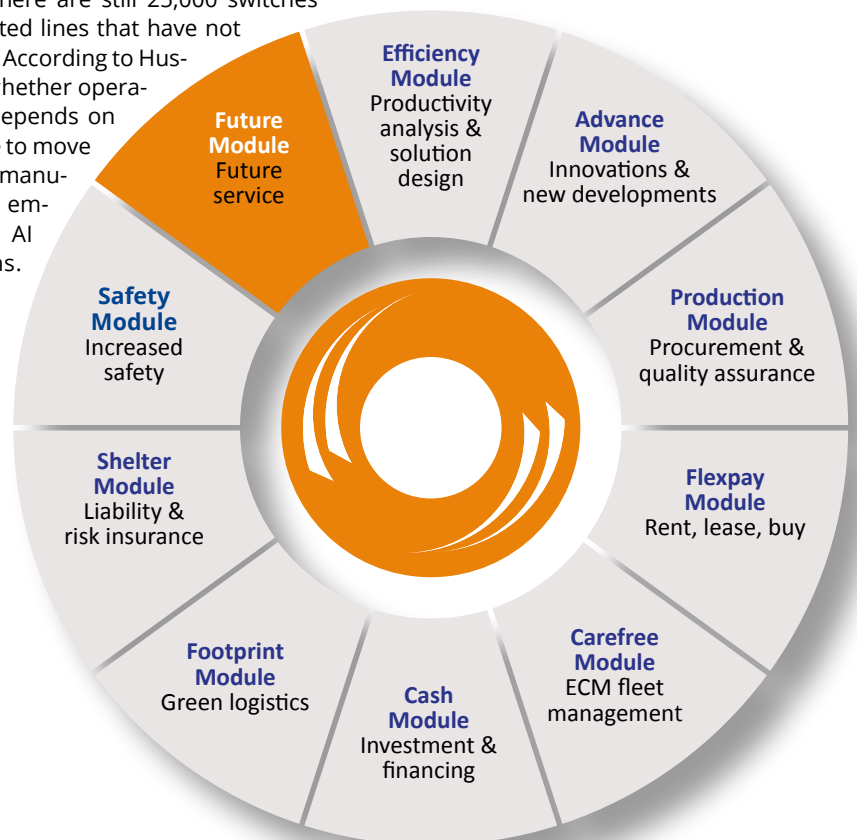 here are still 25,000 switches
ted lines that have not
According to Hus-
hether opera-
epends on
to move
manu-
em-
AI
Efficiency
Module
Productivity
analysis &
solution
design
Advance
Module
Innovations &
new developments
Production
Module
Procurement &
quality assurance
Flexpay
Module
Rent, lease, buy
Carefree
Module
ECM fleet
management
Cash
Module
Investment &
financing
Footprint
Module
Green logistics
Shelter
Module
Liability &
risk insurance
Safety
Module
Increased
safety
Future
Module
Future
service